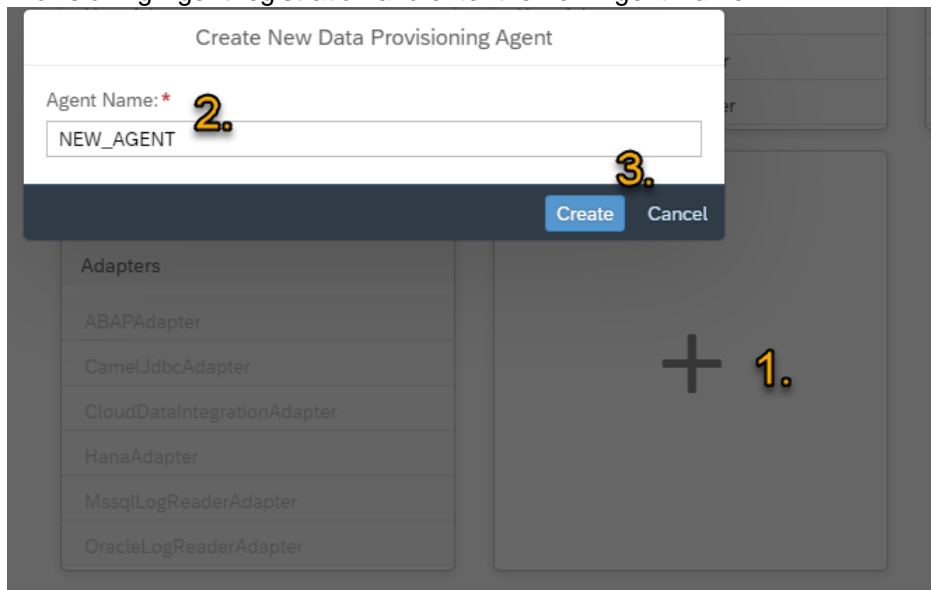 Create New Data Provisioning Agent
Agent Name:*
2.
NEW_AGENT
3.
Create Cancel
Adapters
ABAPAdapter
CamelJdbcAdapter
1.
CloudDataIntegrationAdapter
HanaAdapter
MssqlLogReaderAdapter
OracleLogReaderAdapter